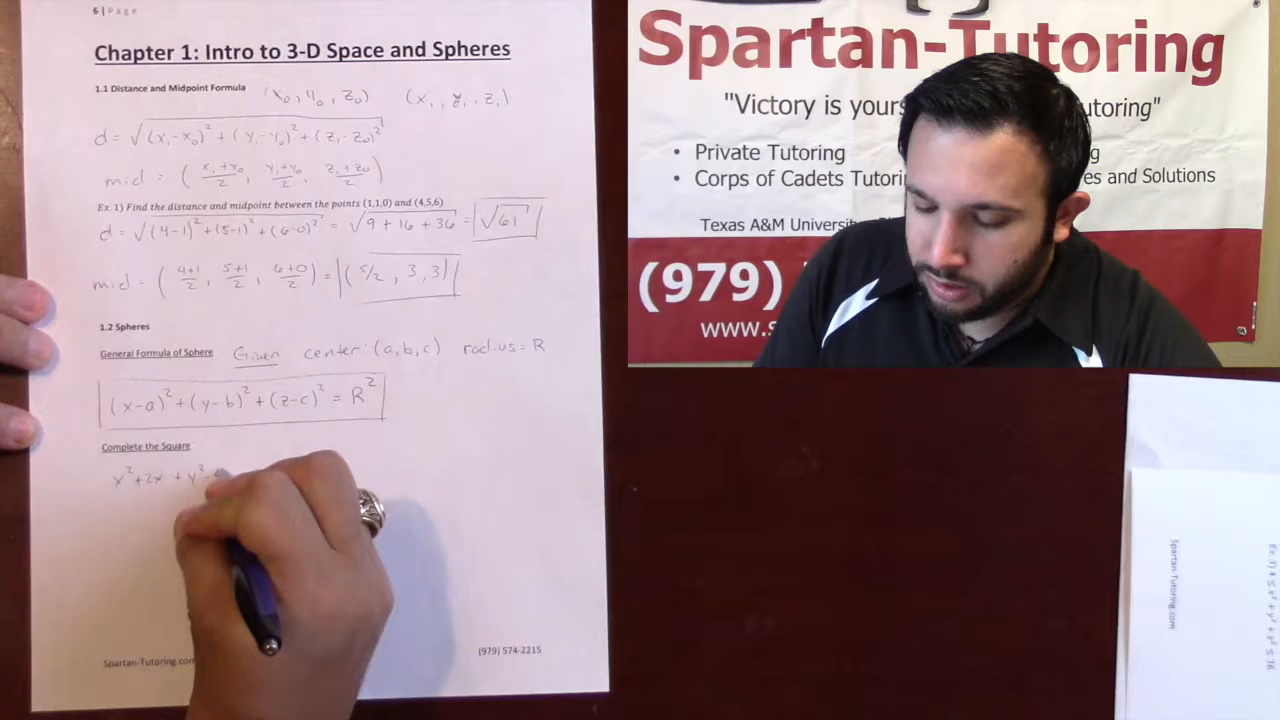 6 | Page
Chapter 1: Intro to 3-D Space and Spheres
1.1 Distance and Midpoint Formula (x₀, y₀, z₀) (x₁, y₁, z₁)
d = √(x₁-x₀)² + (y₁-y₀)² + (z₁-z₀)²
mid = ( x₁+x₀/2 , y₁+y₀/2 , z₁+z₀/2 )
Ex. 1) Find the distance and midpoint between the points (1,1,0) and (4,5,6)
d = √(4-1)² + (5-1)² + (6-0)² = √9 + 16 + 36 = √61
mid = ( 4+1/2 , 5+1/2 , 6+0/2 ) = (5/2 , 3, 3)
1.2 Spheres
General Formula of Sphere Given center: (a, b, c) radius = R
(x-a)² + (y-b)² + (z-c)² = R²
Complete the Square
x² + 2x + y² -
Spartan-Tutoring.com
(979) 574-2215
Spartan-Tutoring
"Victory is yours utoring"
• Private Tutoring
• Corps of Cadets Tutori
es and Solutions
Texas A&M Univers
(979)
www.s
Spartan-Tutoring.com